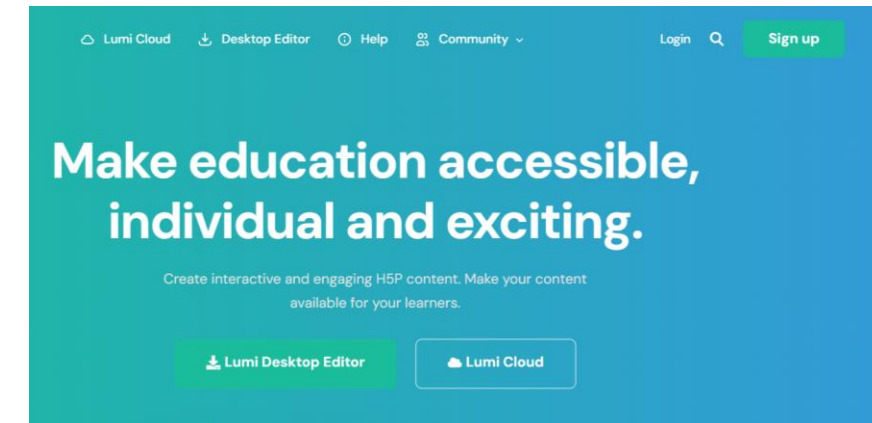 Lumi Cloud Desktop Editor Help Community Login Sign up
Make education accessible,
individual and exciting.
Create interactive and engaging H5P content. Make your content
available for your learners.
Lumi Desktop Editor Lumi Cloud